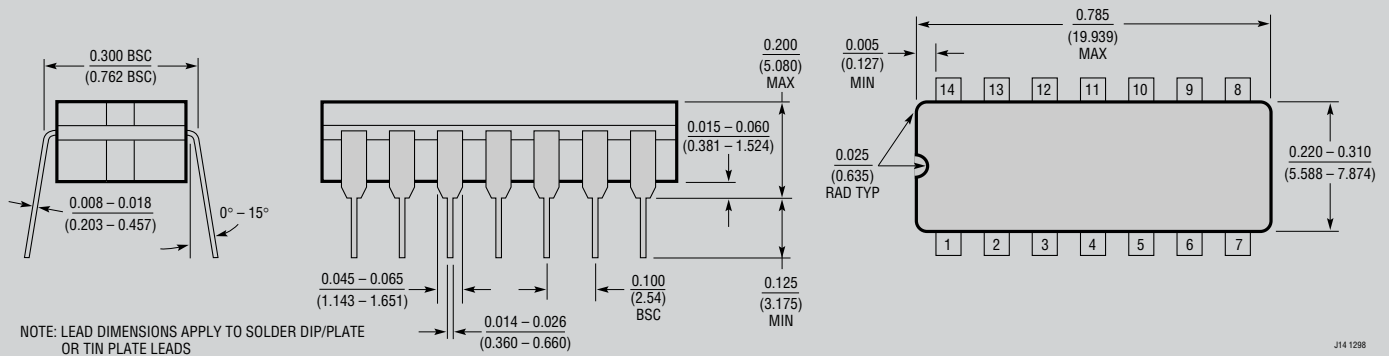 0.300 BSC
(0.762 BSC)
0.008 – 0.018
(0.203 – 0.457)
0° – 15°
NOTE: LEAD DIMENSIONS APPLY TO SOLDER DIP/PLATE
OR TIN PLATE LEADS
0.200
(5.080)
MAX
0.015 – 0.060
(0.381 – 1.524)
0.045 – 0.065
(1.143 – 1.651)
0.014 – 0.026
(0.360 – 0.660)
0.100
(2.54)
BSC
0.125
(3.175)
MIN
0.005
(0.127)
MIN
0.785
(19.939)
MAX
14 13 12 11 10 9 8
0.025
(0.635)
RAD TYP
0.220 – 0.310
(5.588 – 7.874)
1 2 3 4 5 6 7
J14 1298